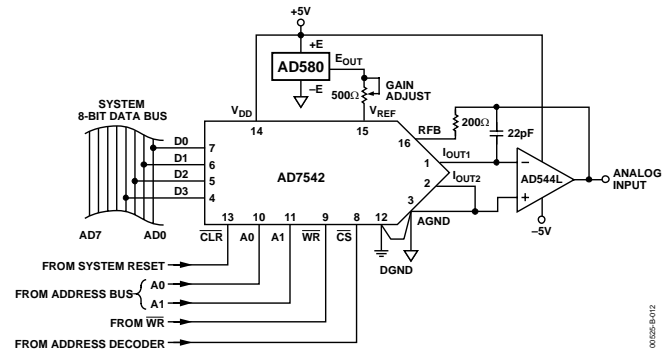 +5V
+E
AD580
EOUT
–E
500Ω
GAIN
ADJUST
SYSTEM
8-BIT DATA BUS
VDD
VREF
14
15
RFB
200Ω
22pF
16
D0
7
D1
6
D2
5
D3
4
AD7542
1
IOUT1
2
IOUT2
3
AGND
–
+
AD544L
ANALOG
INPUT
–5V
AD7
AD0
13
10
11
9
8
12
CLR
A0
A1
WR
CS
DGND
FROM SYSTEM RESET
FROM ADDRESS BUS
A0
A1
FROM WR
FROM ADDRESS DECODER
00525-B-012